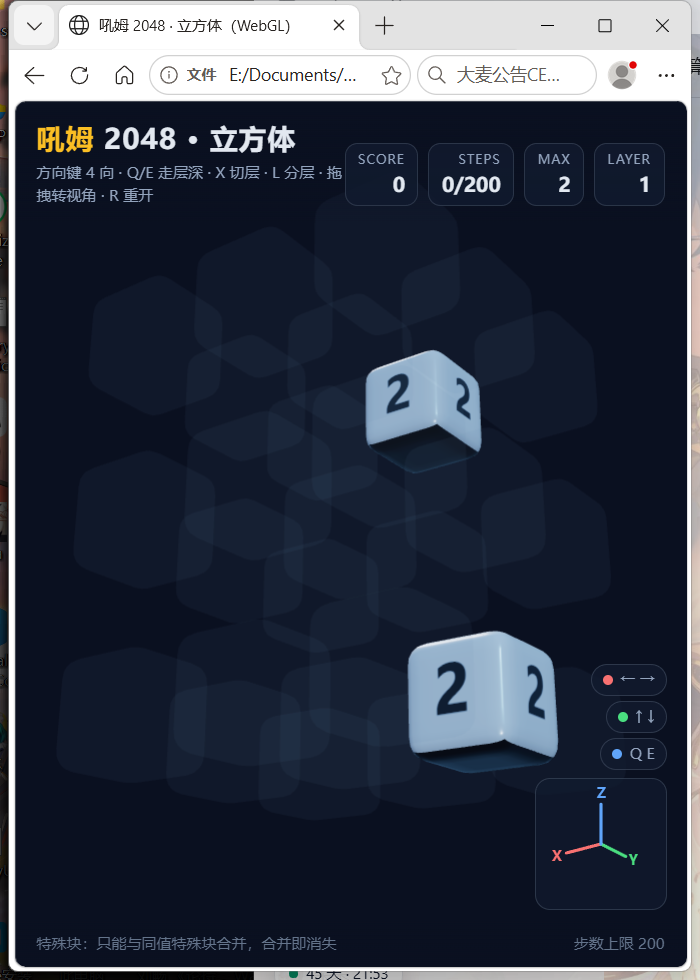 吼姆 2048 · 立方体（WebGL）
文件 E:/Documents/...
大麦公告CE...
吼姆 2048 • 立方体
方向键 4 向 · Q/E 走层深 · X 切层 · L 分层 · 拖
拽转视角 · R 重开
SCORE
0
STEPS
0/200
MAX
2
LAYER
1
2 2
2 2
←→
↑↓
Q E
Z
X
Y
特殊块：只能与同值特殊块合并，合并即消失
步数上限 200
45 天 · 21:53